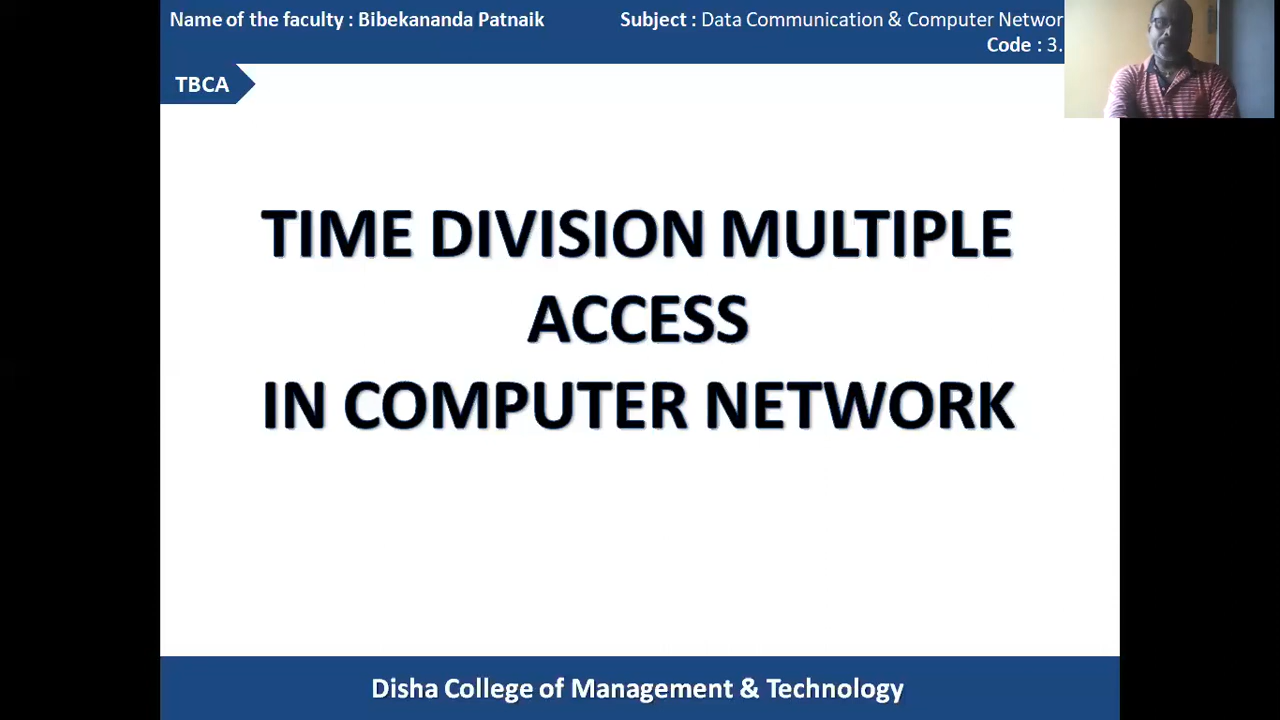 Name of the faculty : Bibekananda Patnaik
Subject : Data Communication & Computer Networ
Code : 3.
TBCA
TIME DIVISION MULTIPLE
ACCESS
IN COMPUTER NETWORK
Disha College of Management & Technology